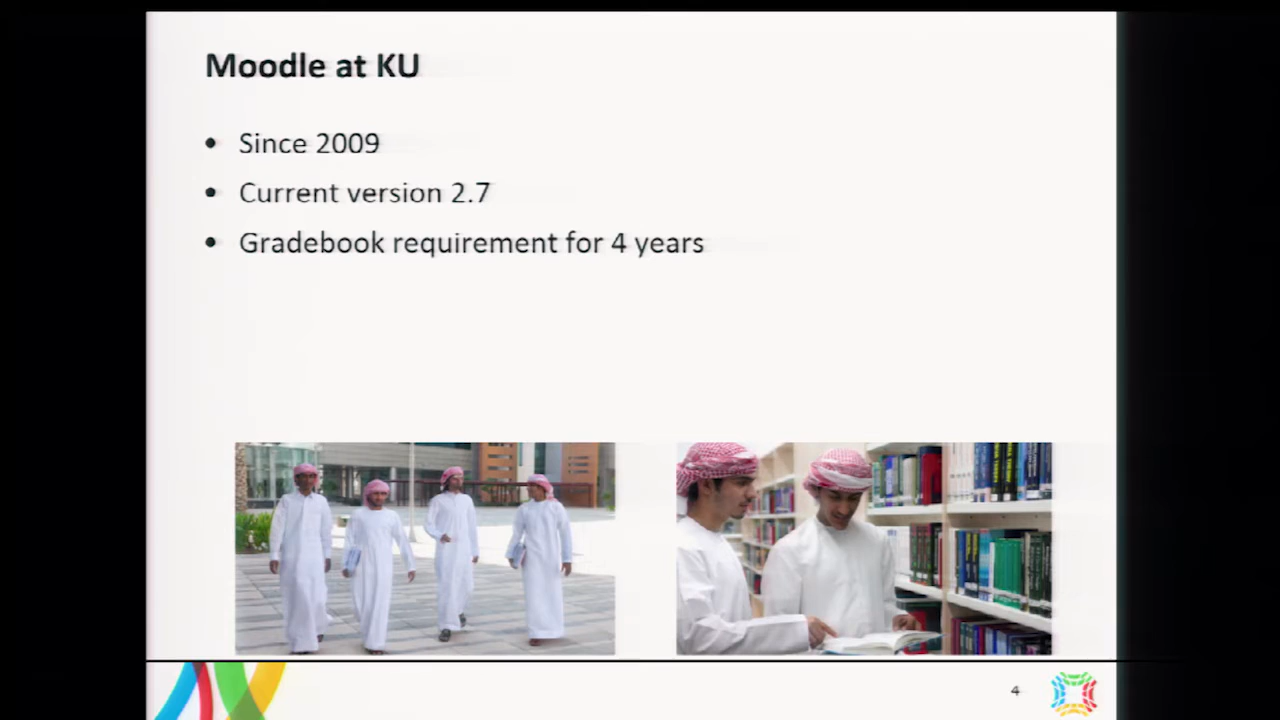 Moodle at KU
• Since 2009
• Current version 2.7
• Gradebook requirement for 4 years
4